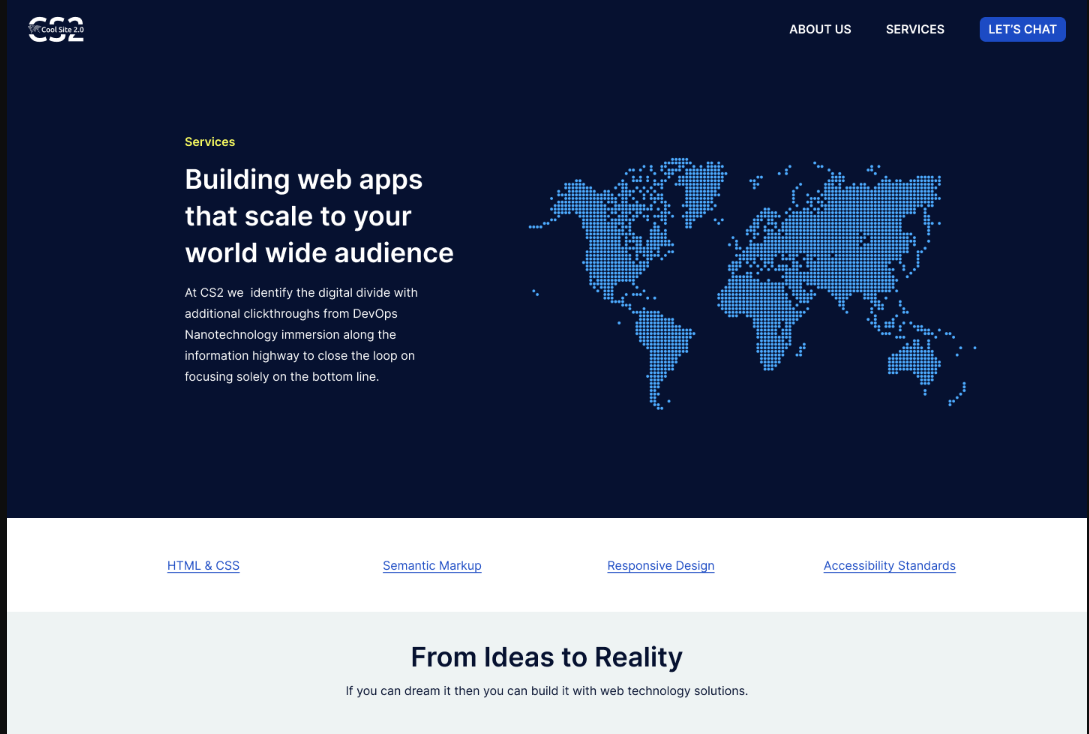 CS2
Cool Site 2.0
ABOUT US
SERVICES
LET'S CHAT
Services
Building web apps
that scale to your
world wide audience
At CS2 we  identify the digital divide with
additional clickthroughs from DevOps
Nanotechnology immersion along the
information highway to close the loop on
focusing solely on the bottom line.
HTML & CSS
Semantic Markup
Responsive Design
Accessibility Standards
From Ideas to Reality
If you can dream it then you can build it with web technology solutions.